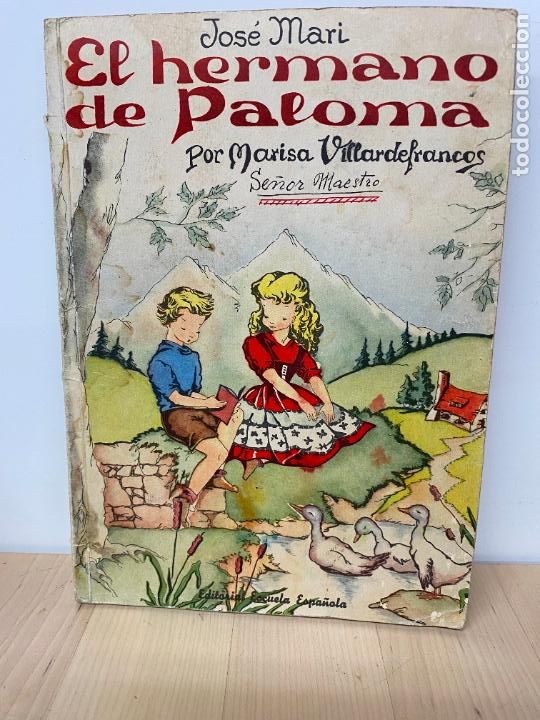 José Mari
El hermano
de Paloma
Por Marisa Villardefrancos
Señor Maestro
Editorial Escuela Española
todocoleccion